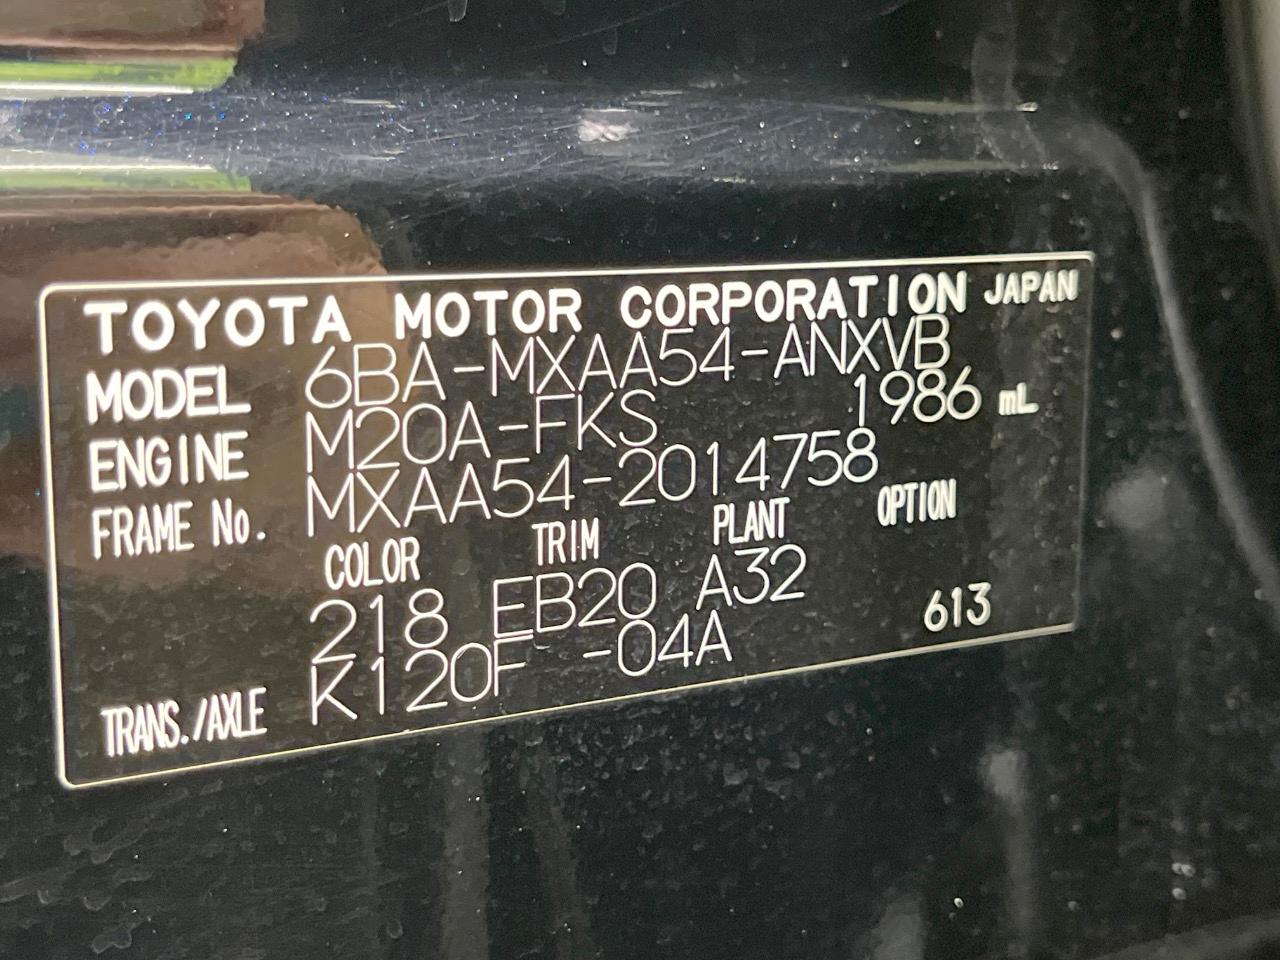 TOYOTA MOTOR CORPORATION JAPAN
MODEL 6BA-MXAA54-ANXVB
ENGINE M20A-FKS 1986 mL
FRAME No. MXAA54-2014758
COLOR TRIM PLANT OPTION
218 EB20 A32
TRANS./AXLE K120F -04A 613